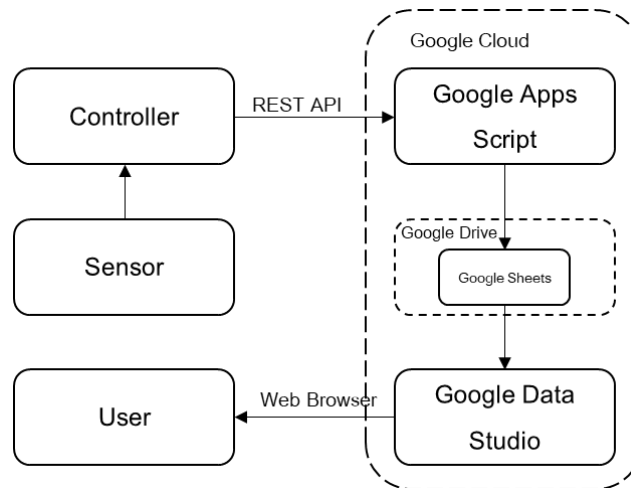 Google Cloud
Controller
REST API
Google Apps
Script
Sensor
Google Drive
Google Sheets
User
Web Browser
Google Data
Studio